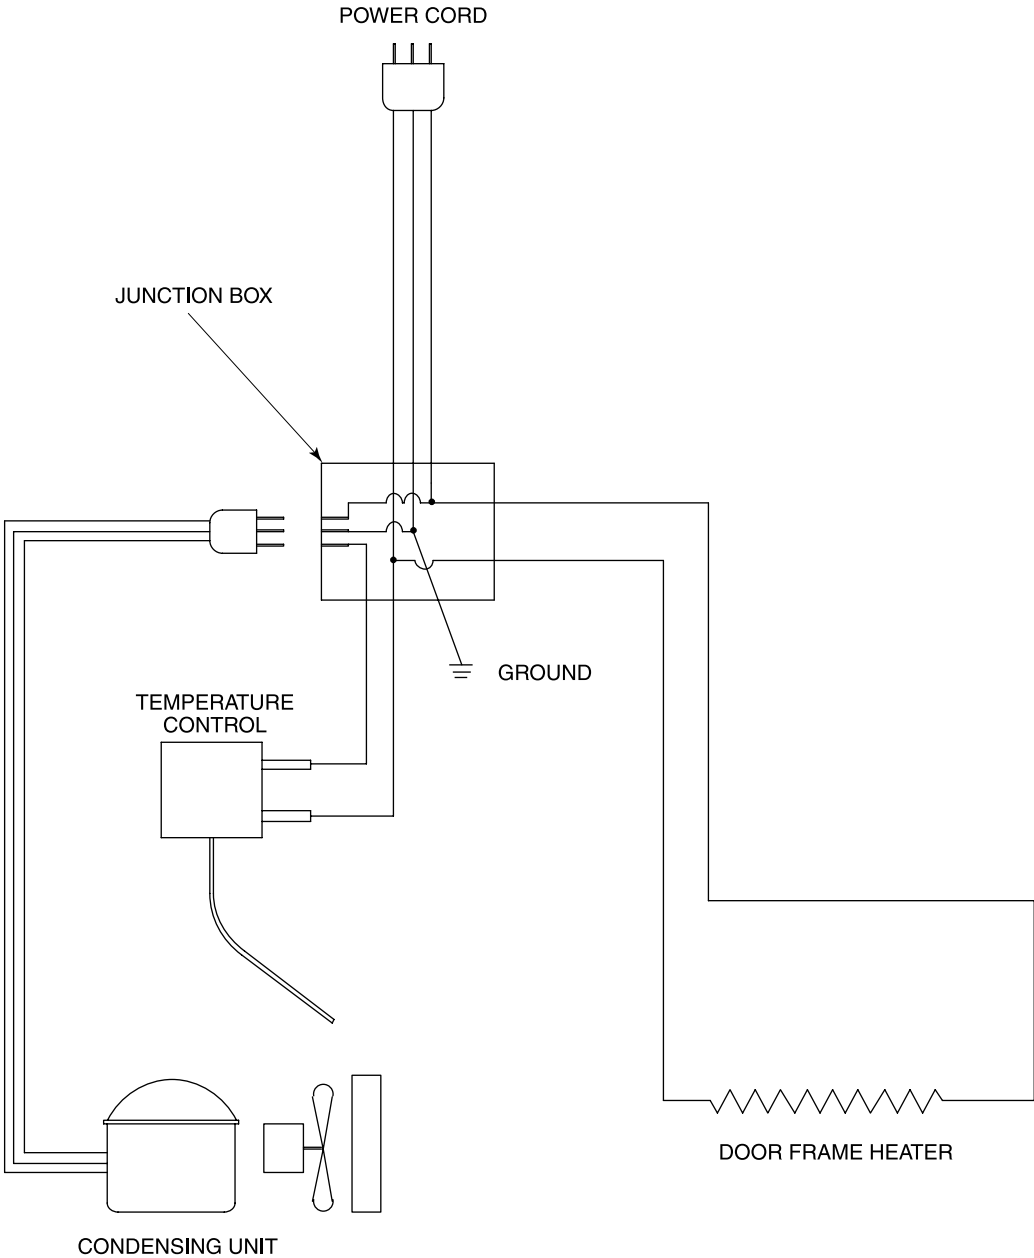 POWER CORD
JUNCTION BOX
GROUND
TEMPERATURE
CONTROL
DOOR FRAME HEATER
CONDENSING UNIT